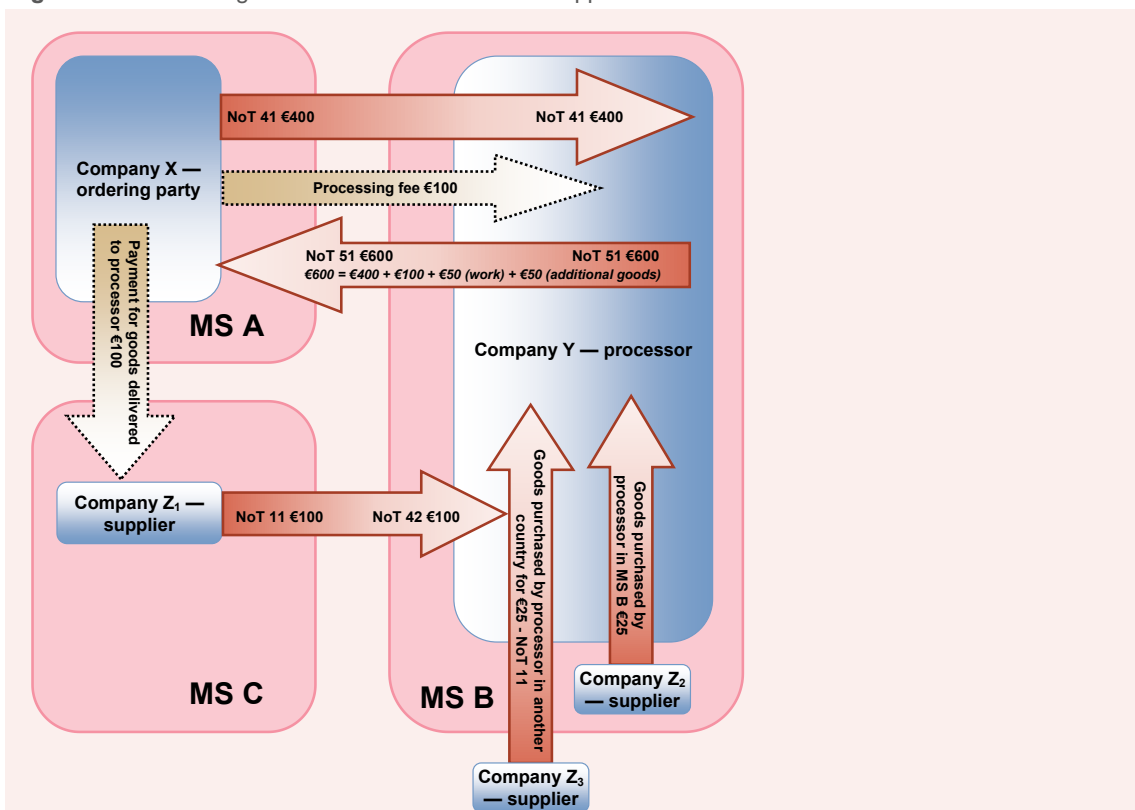 NoT 41 €400
NoT 41 €400
Company X —
ordering party
Processing fee €100
NoT 51 €600
NoT 51 €600
€600 = €400 + €100 + €50 (work) + €50 (additional goods)
MS A
Payment for goods delivered
to processor €100
Company Y — processor
Company Z1 —
supplier
NoT 11 €100
NoT 42 €100
Goods purchased by processor in another
country for €25 - NoT 11
Goods purchased by
processor in MS B €25
MS C
MS B
Company Z2
— supplier
Company Z3
— supplier